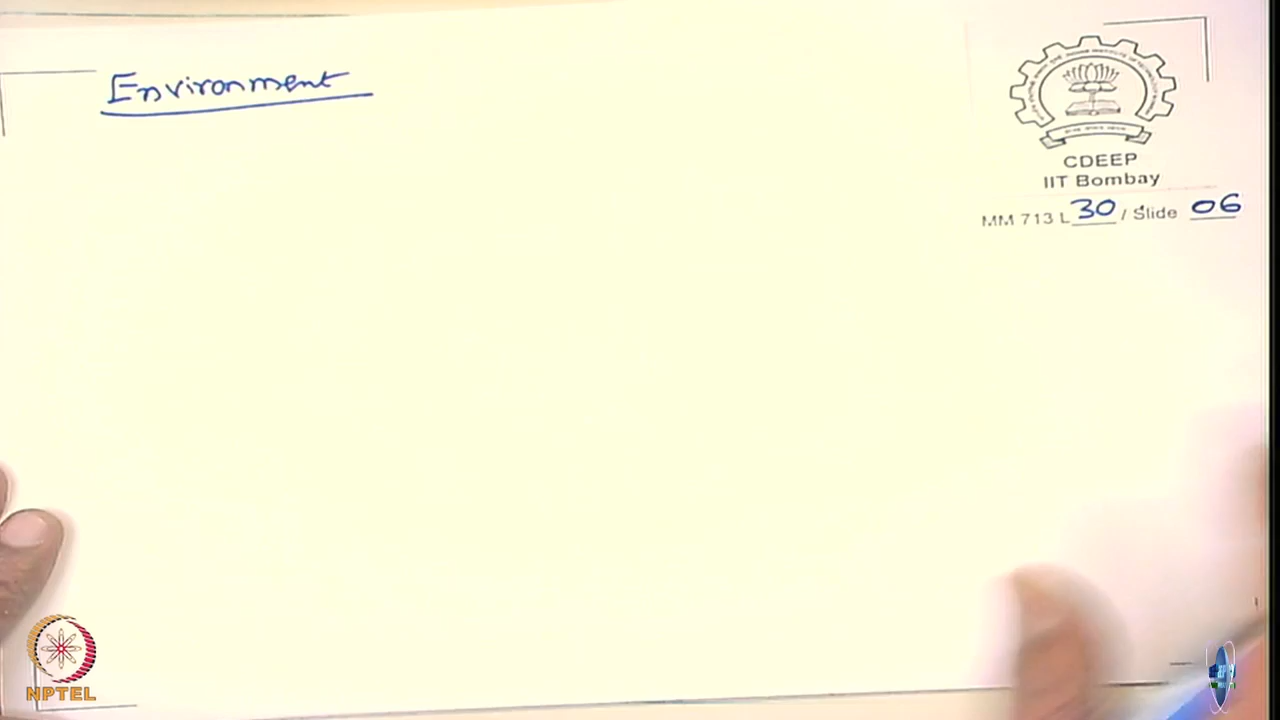 Environment
CDEEP
IIT Bombay
MM 713 L 30 / Slide 06
NPTEL